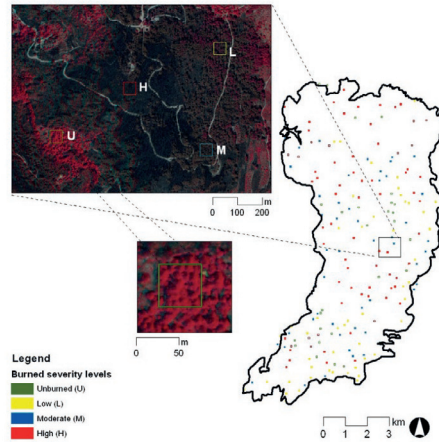 L
H
U
M
0 100 200
m
0 50
m
Legend
Burned severity levels
Unburned (U)
Low (L)
Moderate (M)
High (H)
0 1 2 3
km